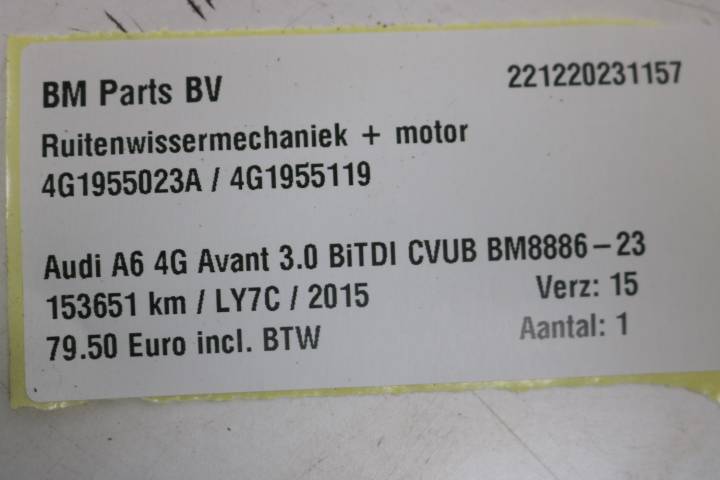 BM Parts BV 221220231157
Ruitenwissermechaniek + motor
4G1955023A / 4G1955119
Audi A6 4G Avant 3.0 BiTDI CVUB BM8886-23
153651 km / LY7C / 2015 Verz: 15
79.50 Euro incl. BTW Aantal: 1